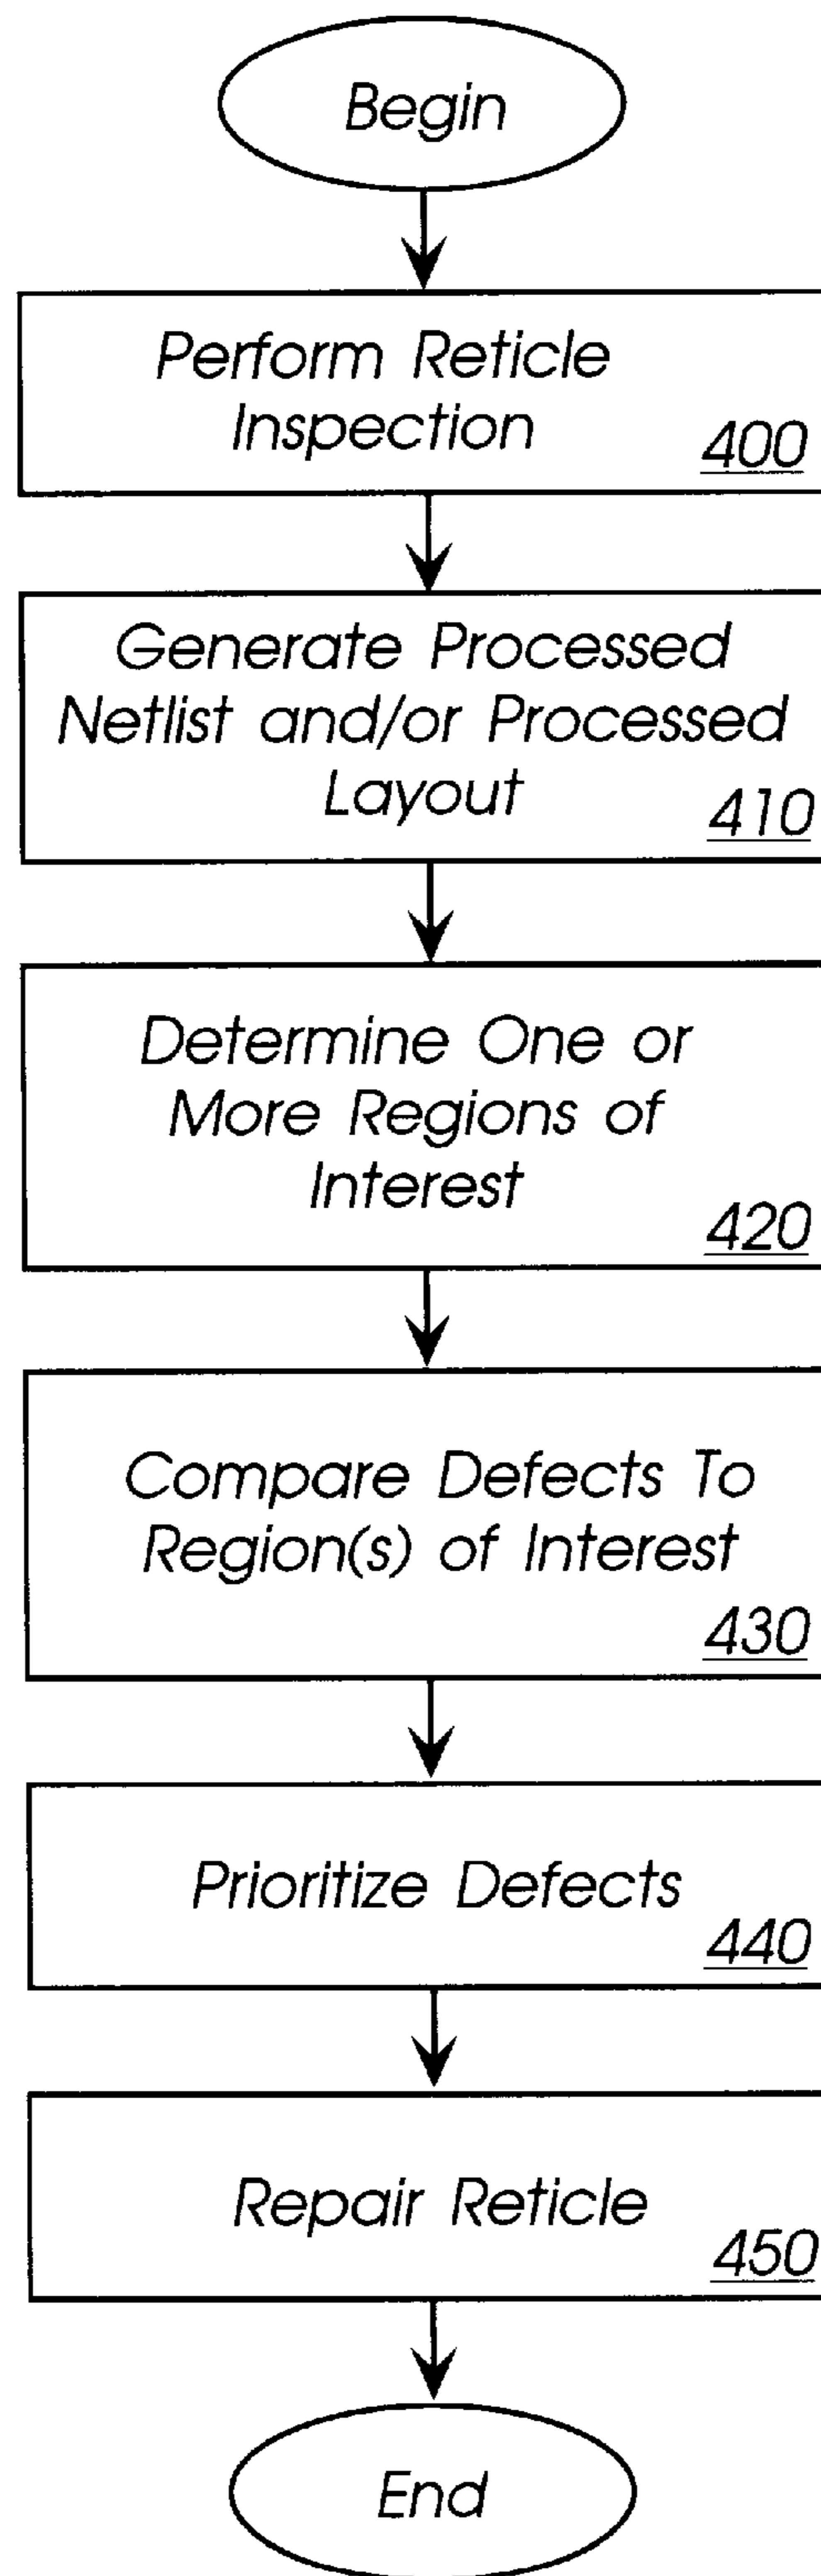 Begin
Perform Reticle
Inspection
400
Generate Processed
Netlist and/or Processed
Layout
410
Determine One or
More Regions of
Interest
420
Compare Defects To
Region(s) of Interest
430
Prioritize Defects
440
Repair Reticle
450
End